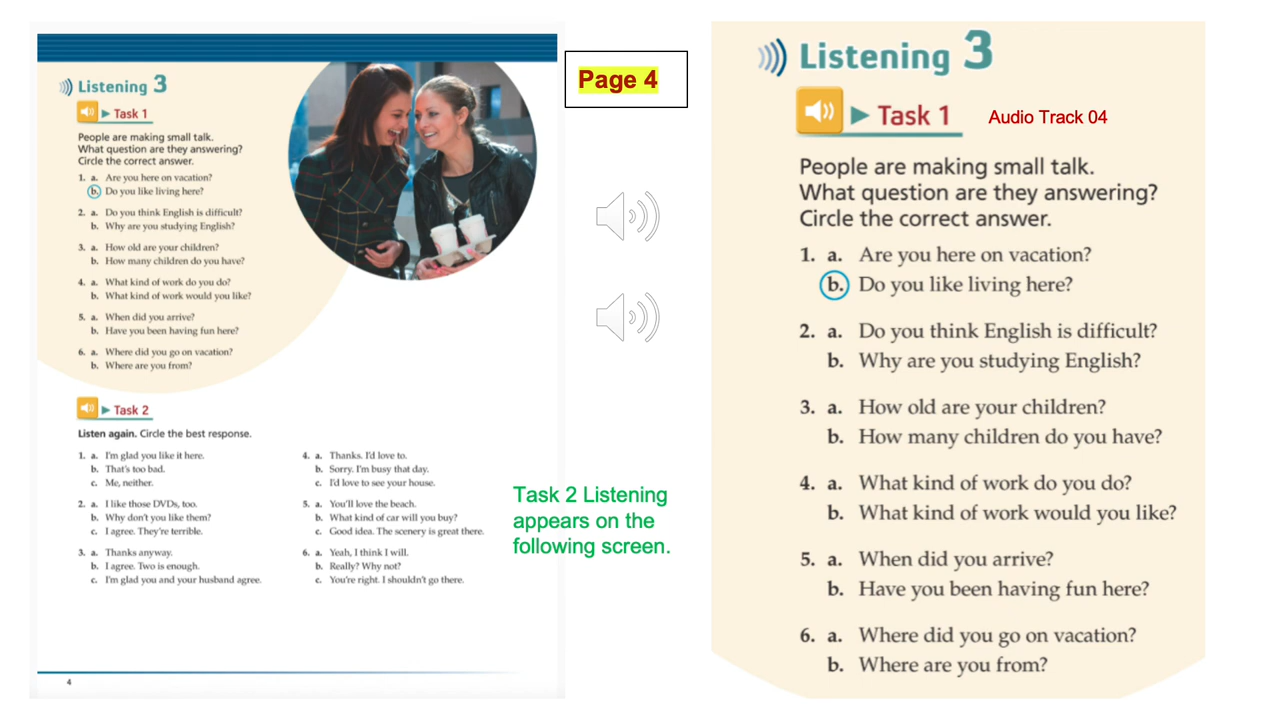 Listening 3
Task 1
People are making small talk.
What question are they answering?
Circle the correct answer.
1. a. Are you here on vacation?
b. Do you like living here?
2. a. Do you think English is difficult?
b. Why are you studying English?
3. a. How old are your children?
b. How many children do you have?
4. a. What kind of work do you do?
b. What kind of work would you like?
5. a. When did you arrive?
b. Have you been having fun here?
6. a. Where did you go on vacation?
b. Where are you from?
Task 2
Listen again. Circle the best response.
1. a. I'm glad you like it here.
b. That's too bad.
c. Me, neither.
2. a. I like those DVDs, too.
b. Why don't you like them?
c. I agree. They're terrible.
3. a. Thanks anyway.
b. I agree. Two is enough.
c. I'm glad you and your husband agree.
4. a. Thanks. I'd love to.
b. Sorry. I'm busy that day.
c. I'd love to see your house.
5. a. You'll love the beach.
b. What kind of car will you buy?
c. Good idea. The scenery is great there.
6. a. Yeah, I think I will.
b. Really? Why not?
c. You're right. I shouldn't go there.
4
Page 4
Task 2 Listening
appears on the
following screen.
Listening 3
Task 1 Audio Track 04
People are making small talk.
What question are they answering?
Circle the correct answer.
1. a. Are you here on vacation?
b. Do you like living here?
2. a. Do you think English is difficult?
b. Why are you studying English?
3. a. How old are your children?
b. How many children do you have?
4. a. What kind of work do you do?
b. What kind of work would you like?
5. a. When did you arrive?
b. Have you been having fun here?
6. a. Where did you go on vacation?
b. Where are you from?